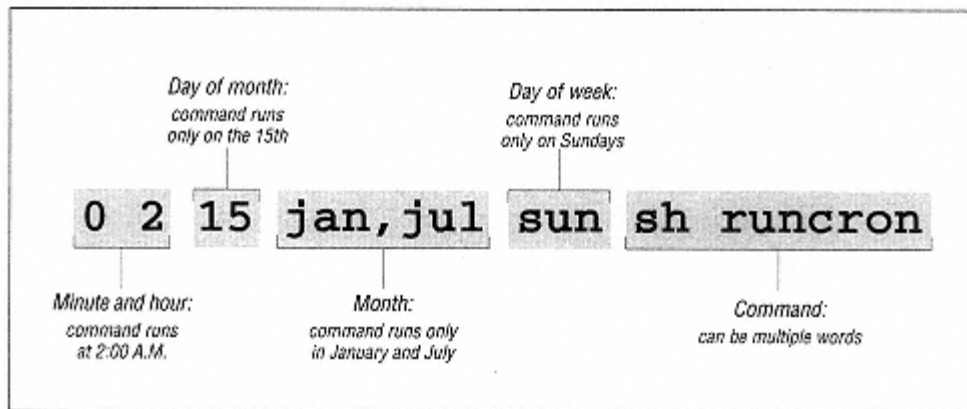 Day of month:
command runs
only on the 15th
Day of week:
command runs
only on Sundays
0 2 15 jan,jul sun sh runcron
Minute and hour:
command runs
at 2:00 A.M.
Month:
command runs only
in January and July
Command:
can be multiple words